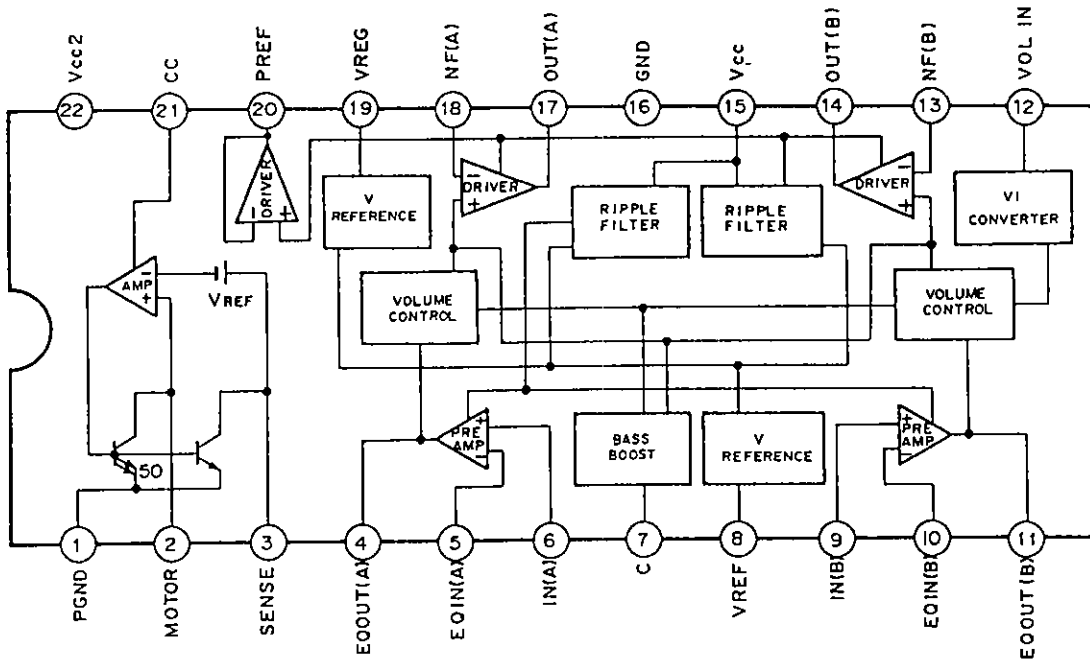 Vcc2
CC
PREF
VREG
NF(A)
OUT(A)
GND
Vcc
OUT(B)
NF(B)
VOL IN
22
21
20
19
18
17
16
15
14
13
12
DRIVER
- +
V
REFERENCE
-
DRIVER
+
RIPPLE
FILTER
RIPPLE
FILTER
-
DRIVER
+
VI
CONVERTER
-
AMP
+
VREF
VOLUME
CONTROL
VOLUME
CONTROL
50
+
PRE
AMP
-
BASS
BOOST
V
REFERENCE
+
PRE
AMP
-
1
2
3
4
5
6
7
8
9
10
11
PGND
MOTOR
SENSE
EQOUT(A)
EQIN(A)
IN(A)
C
VREF
IN(B)
EQIN(B)
EQOUT(B)